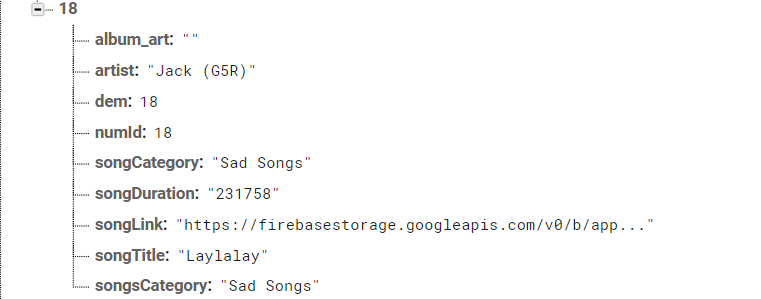 18
album_art: ""
artist: "Jack (G5R)"
dem: 18
numId: 18
songCategory: "Sad Songs"
songDuration: "231758"
songLink: "https://firebasestorage.googleapis.com/v0/b/app..."
songTitle: "Laylalay"
songsCategory: "Sad Songs"